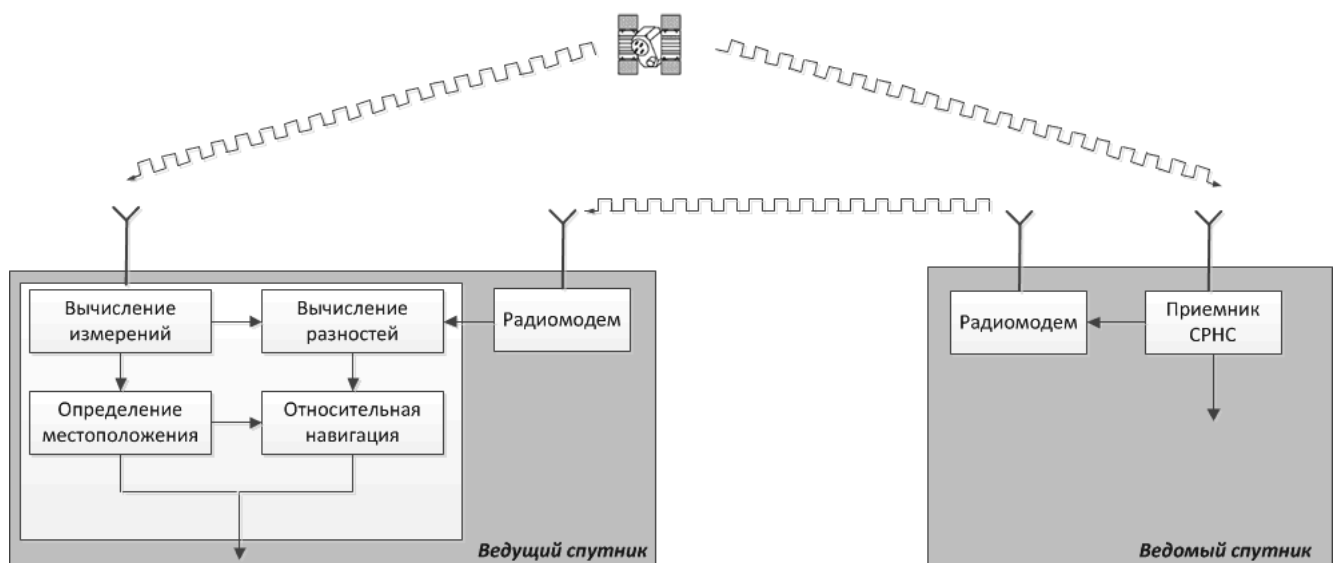 Вычисление
измерений
Вычисление
разностей
Радиомодем
Определение
местоположения
Относительная
навигация
Ведущий спутник
Радиомодем
Приемник
СРНС
Ведомый спутник